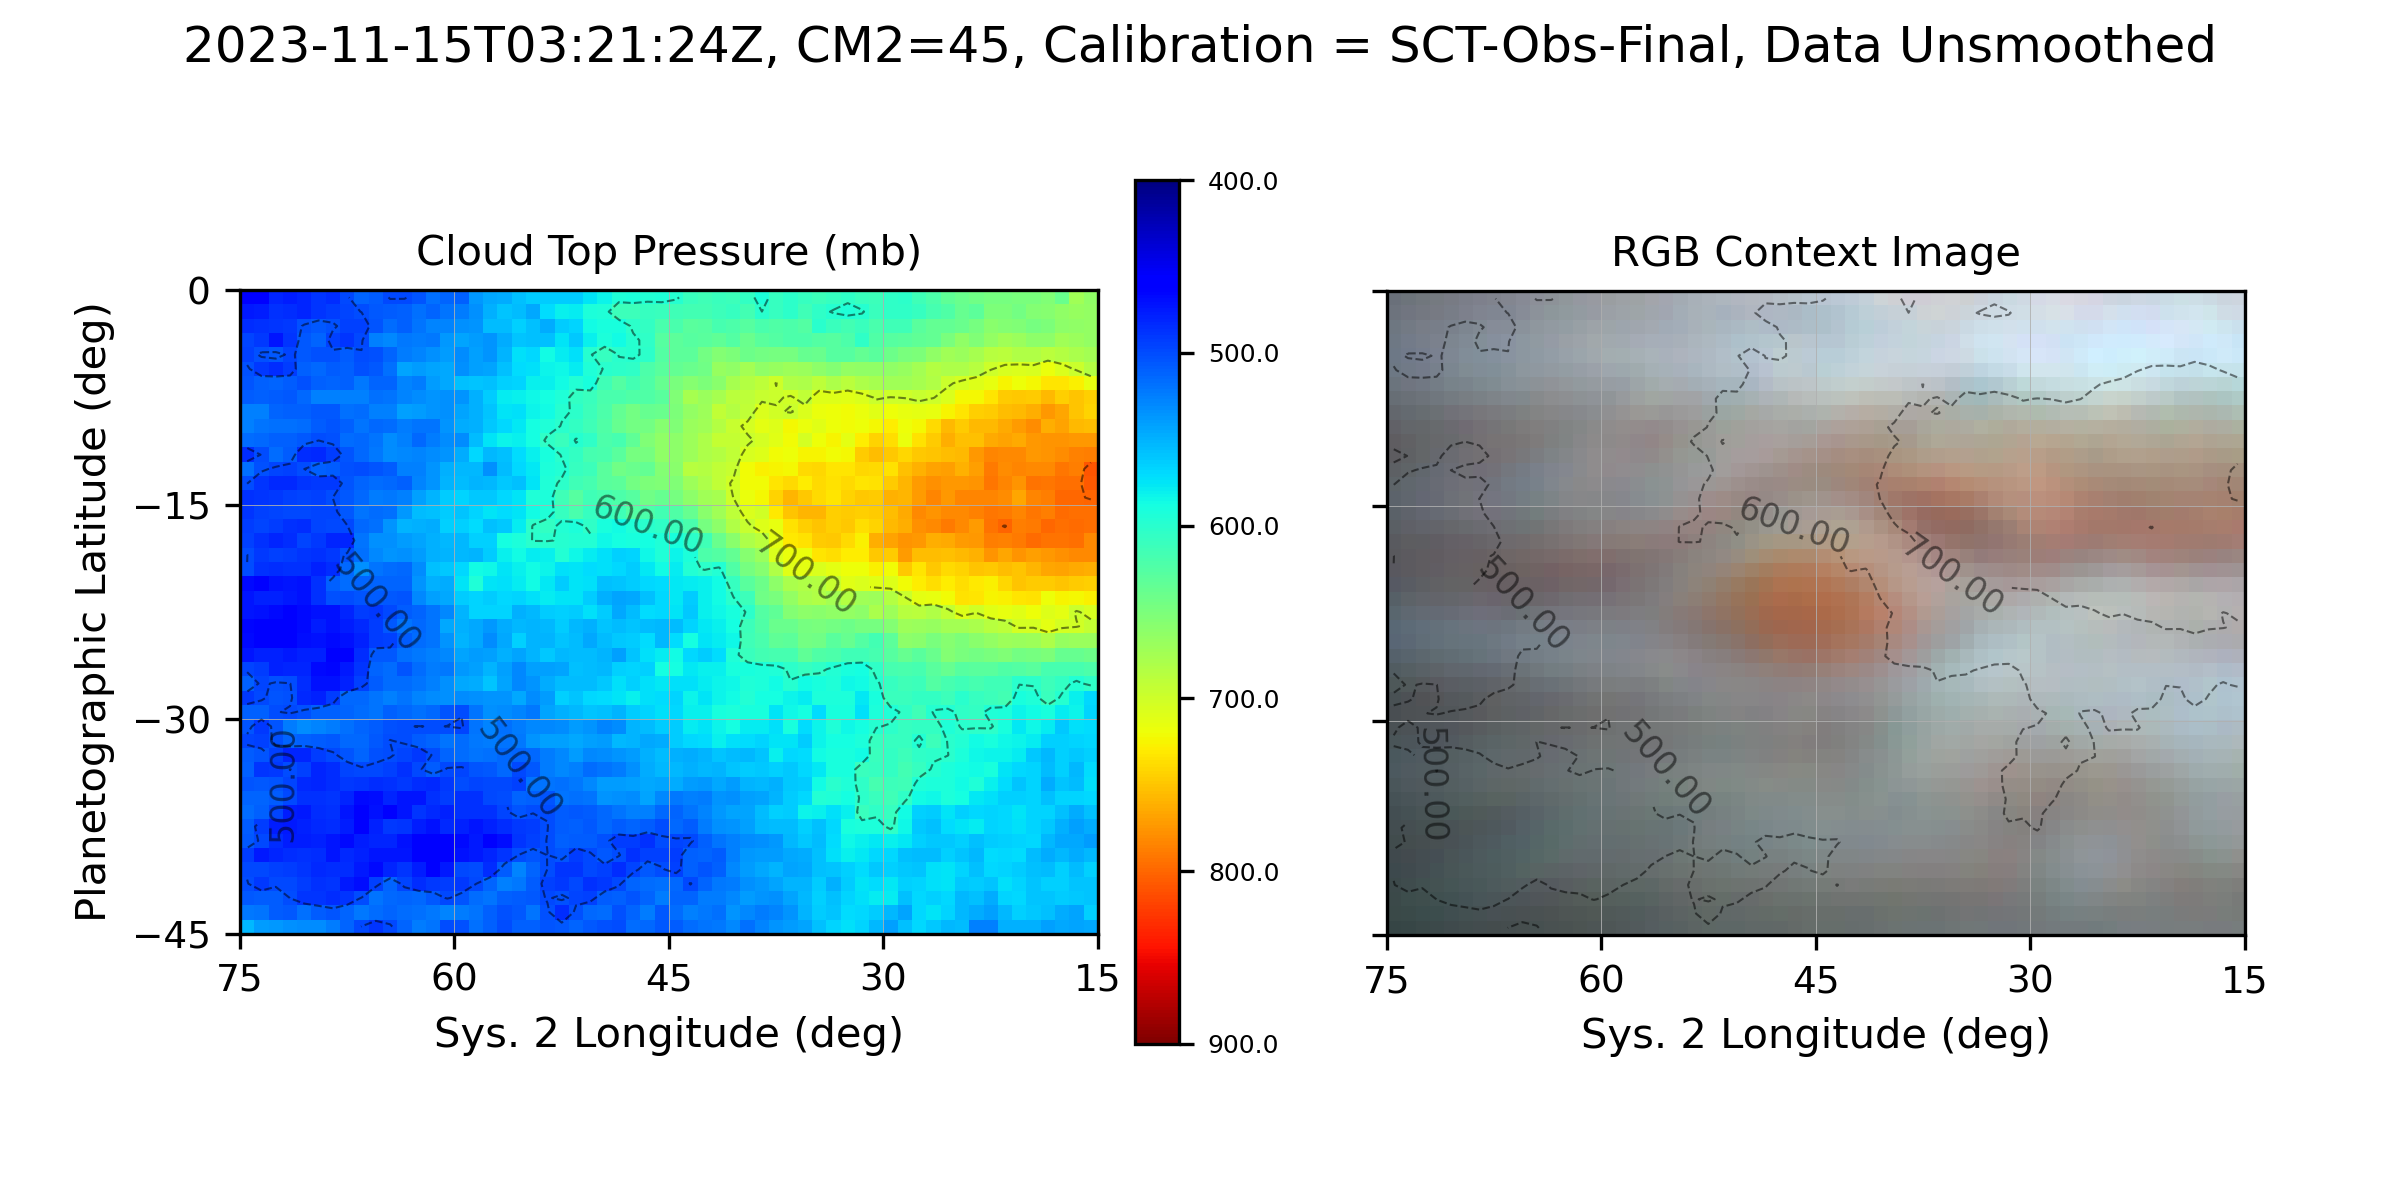 2023-11-15T03:21:24Z, CM2=45, Calibration = SCT-Obs-Final, Data Unsmoothed
Cloud Top Pressure (mb)
Planetographic Latitude (deg)
0
−15
−30
−45
75 60 45 30 15
Sys. 2 Longitude (deg)
600.00
700.00
500.00
500.00
500.00
400.0
500.0
600.0
700.0
800.0
900.0
RGB Context Image
600.00
700.00
500.00
500.00
500.00
75 60 45 30 15
Sys. 2 Longitude (deg)